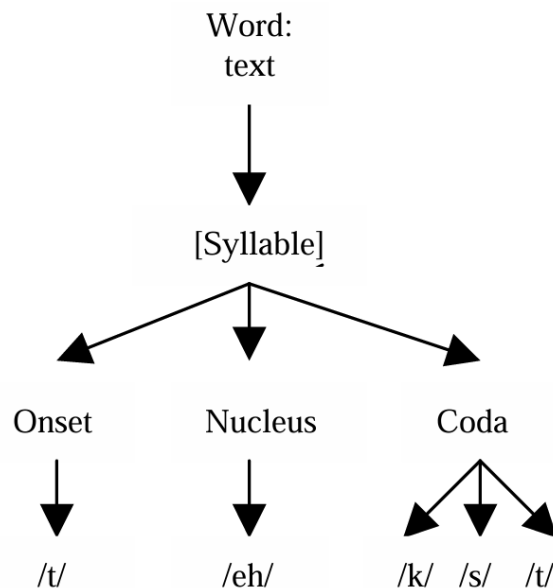 Word:
text
[Syllable]
Onset Nucleus Coda
/t/ /eh/ /k/ /s/ /t/